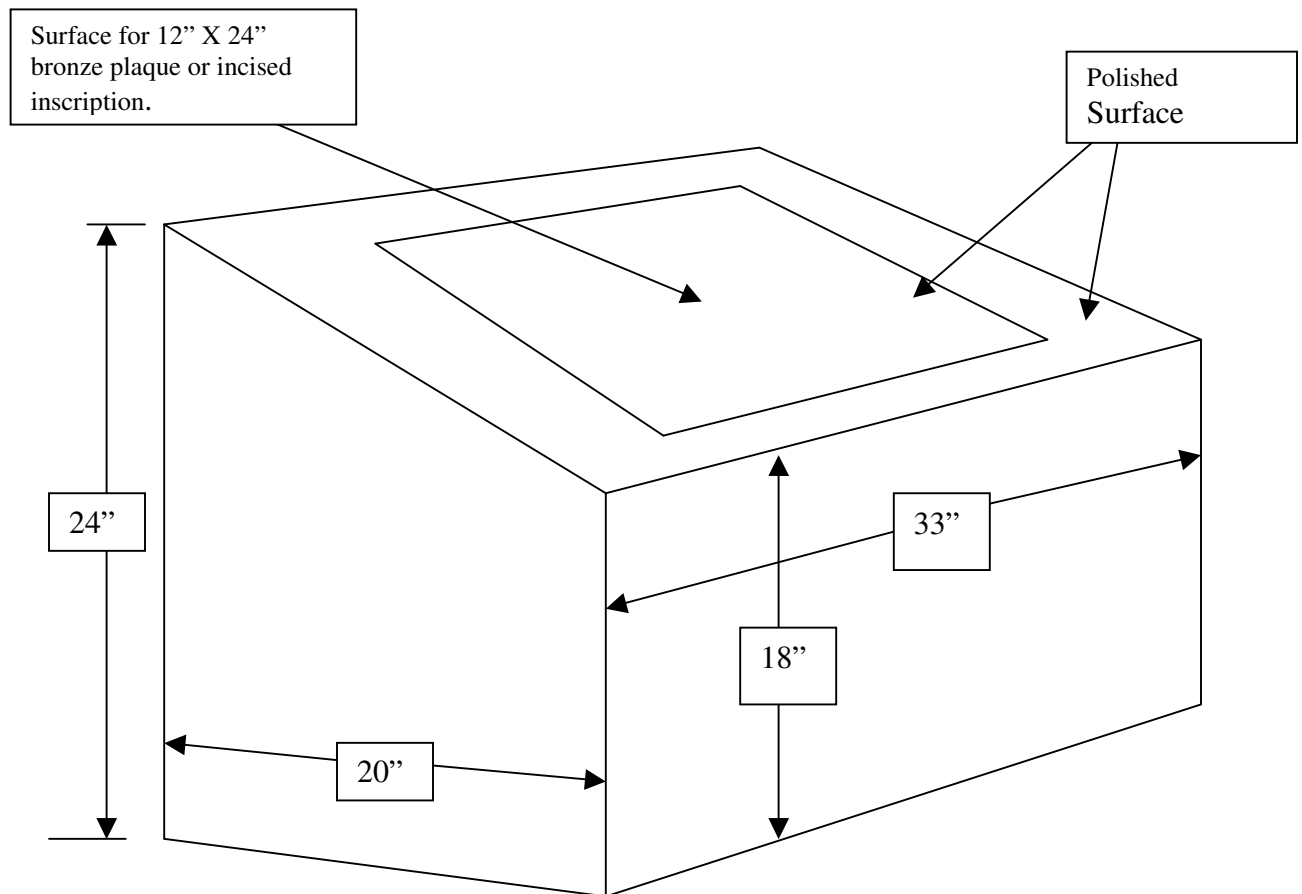 Surface for 12” X 24”
bronze plaque or incised
inscription.
Polished
Surface
24”
33”
18”
20”